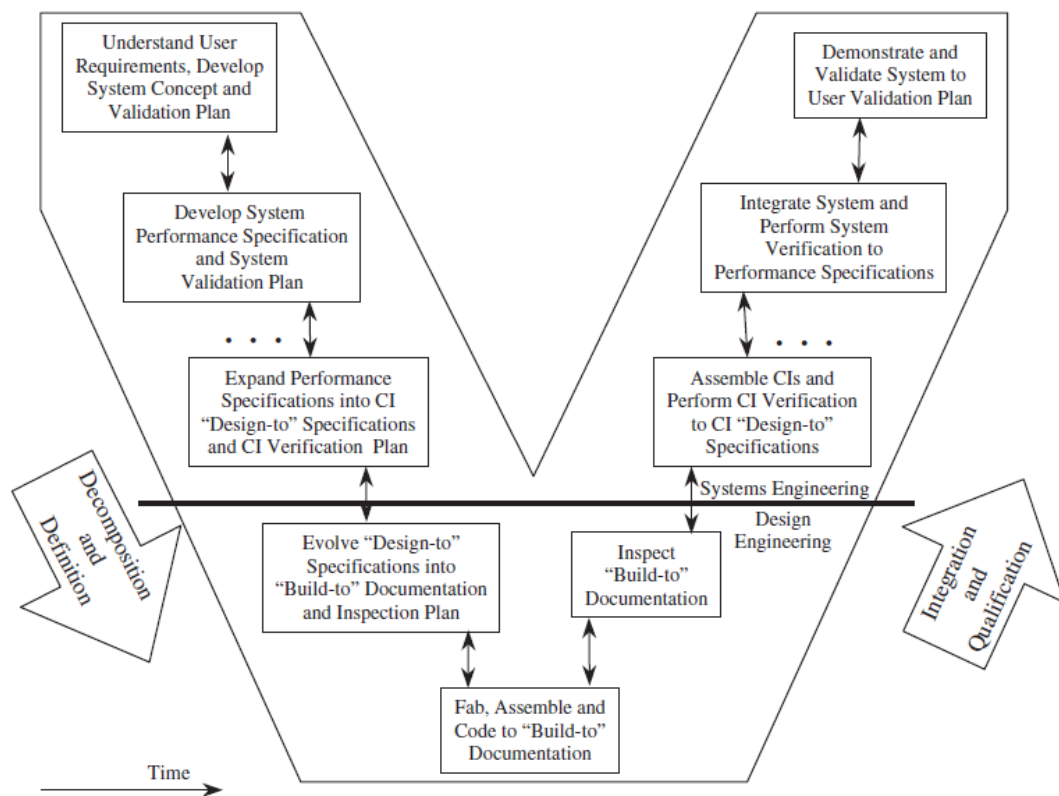 Understand User
Requirements, Develop
System Concept and
Validation Plan
Demonstrate and
Validate System to
User Validation Plan
Develop System
Performance Specification
and System
Validation Plan
Integrate System and
Perform System
Verification to
Performance Specifications
. . .
. . .
Expand Performance
Specifications into CI
“Design-to” Specifications
and CI Verification Plan
Assemble CIs and
Perform CI Verification
to CI “Design-to”
Specifications
Decomposition
and
Definition
Systems Engineering
Design
Engineering
Evolve “Design-to”
Specifications into
“Build-to” Documentation
and Inspection Plan
Inspect
“Build-to”
Documentation
Integration
and
Qualification
Fab, Assemble and
Code to “Build-to”
Documentation
Time